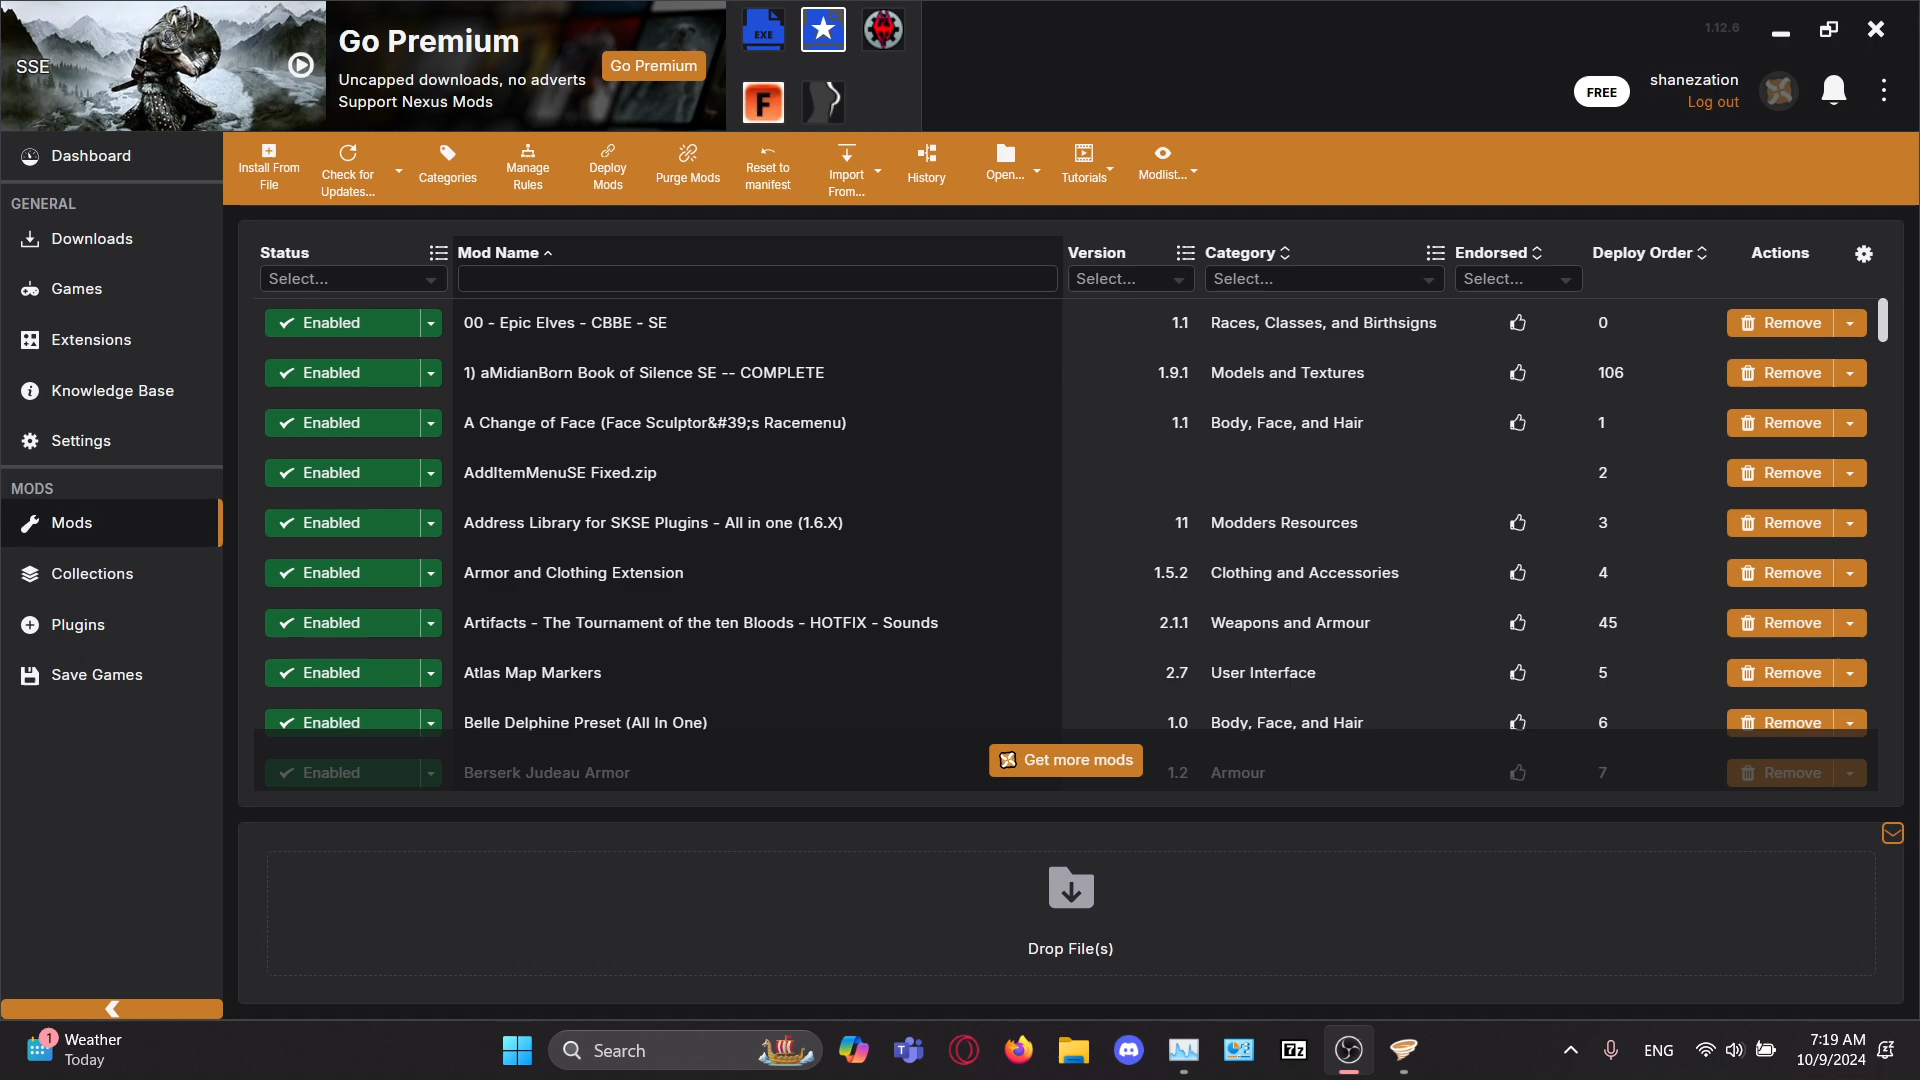 SSE
Go Premium
Uncapped downloads, no adverts
Support Nexus Mods
Go Premium
EXE
F
1.12.6
FREE
shanezation
Log out
Dashboard
GENERAL
Downloads
Games
Extensions
Knowledge Base
Settings
MODS
Mods
Collections
Plugins
Save Games
Install From File
Check for Updates...
Categories
Manage Rules
Deploy Mods
Purge Mods
Reset to manifest
Import From...
History
Open...
Tutorials
Modlist...
Status Mod Name Version Category Endorsed Deploy Order Actions
Select... Select... Select... Select...
Enabled 00 - Epic Elves - CBBE - SE 1.1 Races, Classes, and Birthsigns 0 Remove
Enabled 1) aMidianBorn Book of Silence SE -- COMPLETE 1.9.1 Models and Textures 106 Remove
Enabled A Change of Face (Face Sculptor&#39;s Racemenu) 1.1 Body, Face, and Hair 1 Remove
Enabled AddItemMenuSE Fixed.zip 2 Remove
Enabled Address Library for SKSE Plugins - All in one (1.6.X) 11 Modders Resources 3 Remove
Enabled Armor and Clothing Extension 1.5.2 Clothing and Accessories 4 Remove
Enabled Artifacts - The Tournament of the ten Bloods - HOTFIX - Sounds 2.1.1 Weapons and Armour 45 Remove
Enabled Atlas Map Markers 2.7 User Interface 5 Remove
Enabled Belle Delphine Preset (All In One) 1.0 Body, Face, and Hair 6 Remove
Get more mods
Enabled Berserk Judeau Armor 1.2 Armour 7 Remove
Drop File(s)
1
Weather
Today
Search
7z
ENG
7:19 AM
10/9/2024